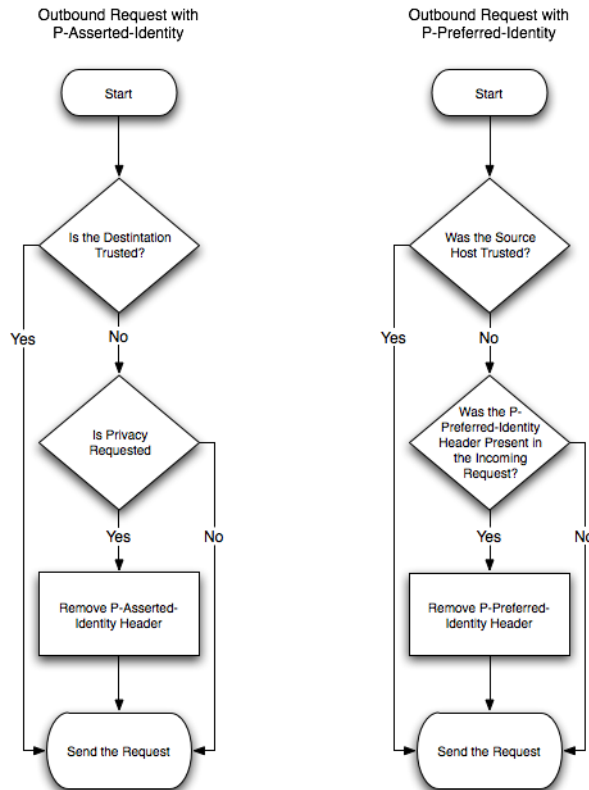 Outbound Request with
P-Asserted-Identity
Start
Is the Destintation
Trusted?
Yes
No
Is Privacy
Requested
Yes
No
Remove P-Asserted-
Identity Header
Send the Request
Outbound Request with
P-Preferred-Identity
Start
Was the Source
Host Trusted?
Yes
No
Was the P-
Preferred-Identity
Header Present in
the Incoming
Request?
Yes
No
Remove P-Preferred-
Identity Header
Send the Request